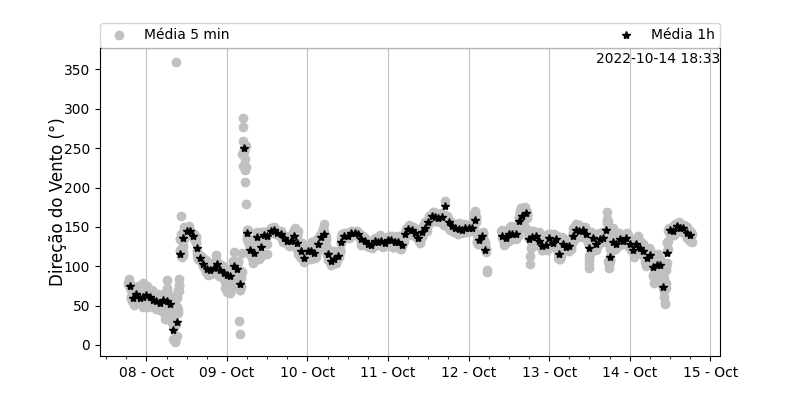 Média 5 min
Média 1h
2022-10-14 18:33
Direção do Vento (°)
350
300
250
200
150
100
50
0
08 - Oct
09 - Oct
10 - Oct
11 - Oct
12 - Oct
13 - Oct
14 - Oct
15 - Oct